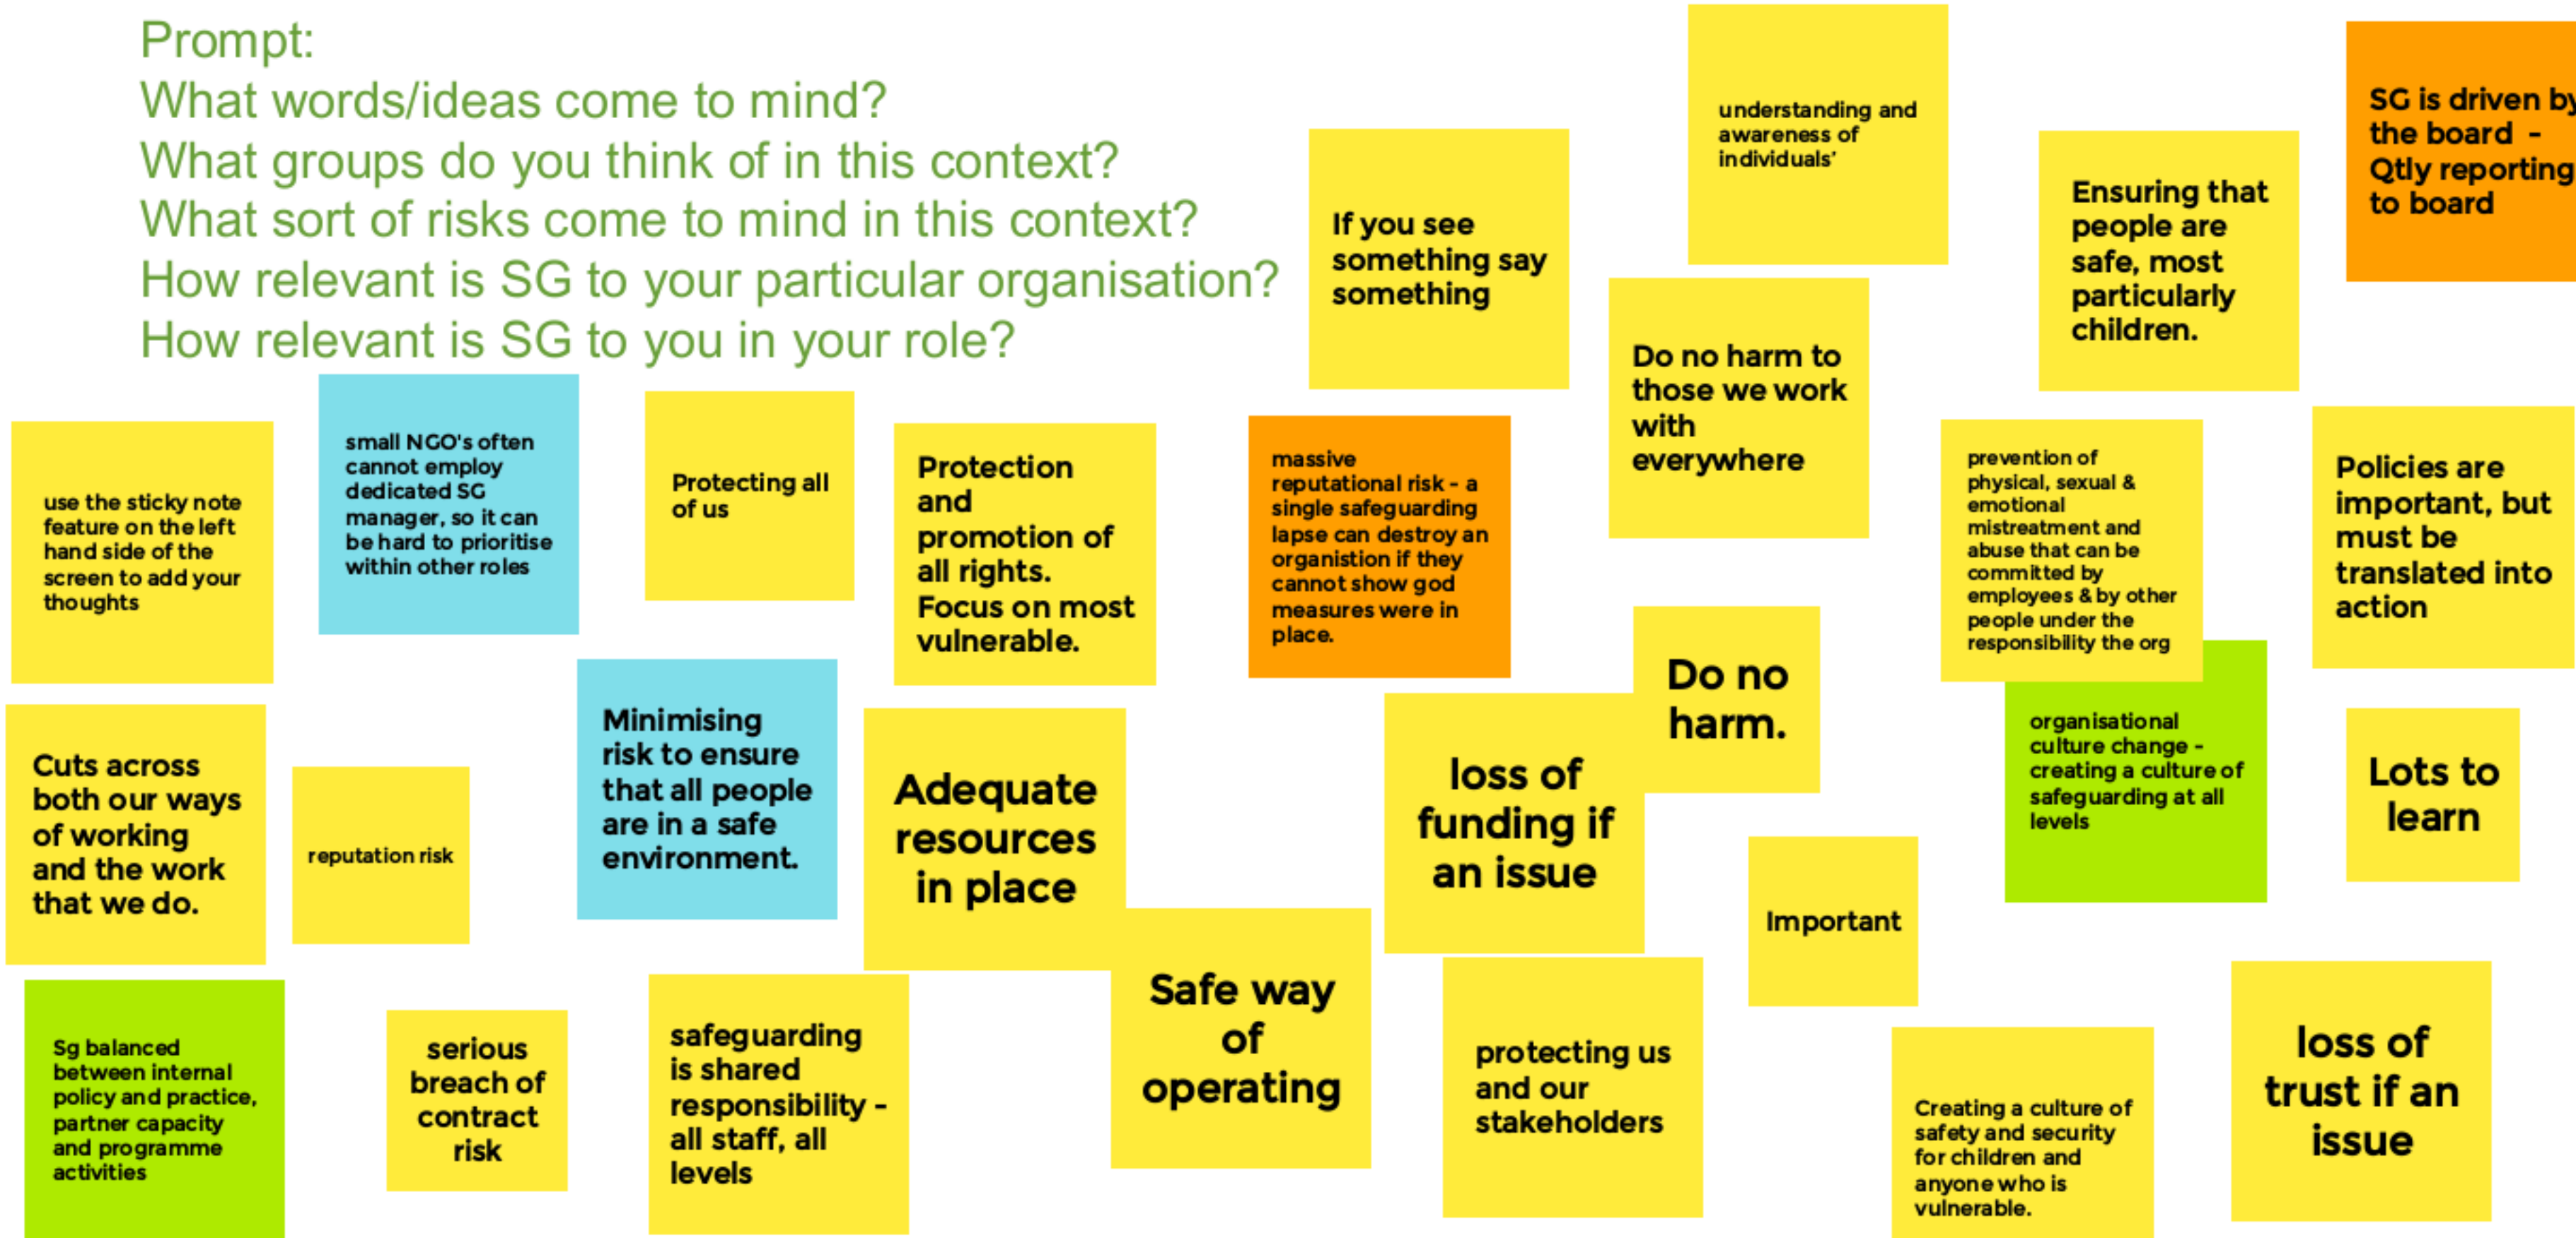 Prompt:
What words/ideas come to mind?
What groups do you think of in this context?
What sort of risks come to mind in this context?
How relevant is SG to your particular organisation?
How relevant is SG to you in your role?
understanding and
awareness of
individuals’
SG is driven by
the board -
Qtly reporting
to board
If you see
something say
something
Ensuring that
people are
safe, most
particularly
children.
Do no harm to
those we work
with
everywhere
use the sticky note
feature on the left
hand side of the
screen to add your
thoughts
small NGO's often
cannot employ
dedicated SG
manager, so it can
be hard to prioritise
within other roles
Protecting all
of us
Protection
and
promotion of
all rights.
Focus on most
vulnerable.
massive
reputational risk - a
single safeguarding
lapse can destroy an
organistion if they
cannot show god
measures were in
place.
prevention of
physical, sexual &
emotional
mistreatment and
abuse that can be
committed by
employees & by other
people under the
responsibility the org
Policies are
important, but
must be
translated into
action
Cuts across
both our ways
of working
and the work
that we do.
reputation risk
Minimising
risk to ensure
that all people
are in a safe
environment.
Adequate
resources
in place
loss of
funding if
an issue
Do no
harm.
organisational
culture change -
creating a culture of
safeguarding at all
levels
Lots to
learn
Important
Sg balanced
between internal
policy and practice,
partner capacity
and programme
activities
serious
breach of
contract
risk
safeguarding
is shared
responsibility -
all staff, all
levels
Safe way
of
operating
protecting us
and our
stakeholders
Creating a culture of
safety and security
for children and
anyone who is
vulnerable.
loss of
trust if an
issue